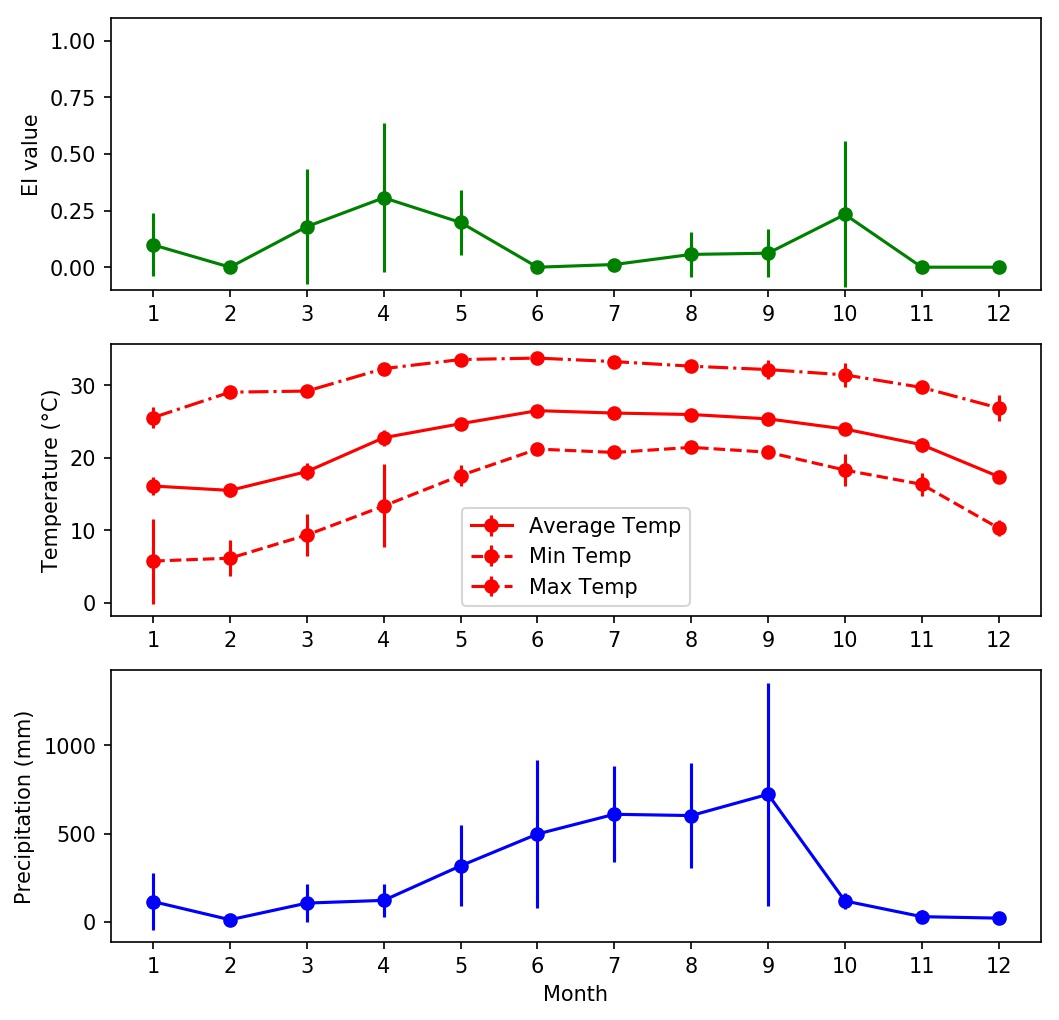 EI value
1.00
0.75
0.50
0.25
0.00
1 2 3 4 5 6 7 8 9 10 11 12
Temperature (°C)
30
20
10
0
Average Temp
Min Temp
Max Temp
1 2 3 4 5 6 7 8 9 10 11 12
Precipitation (mm)
1000
500
0
1 2 3 4 5 6 7 8 9 10 11 12
Month